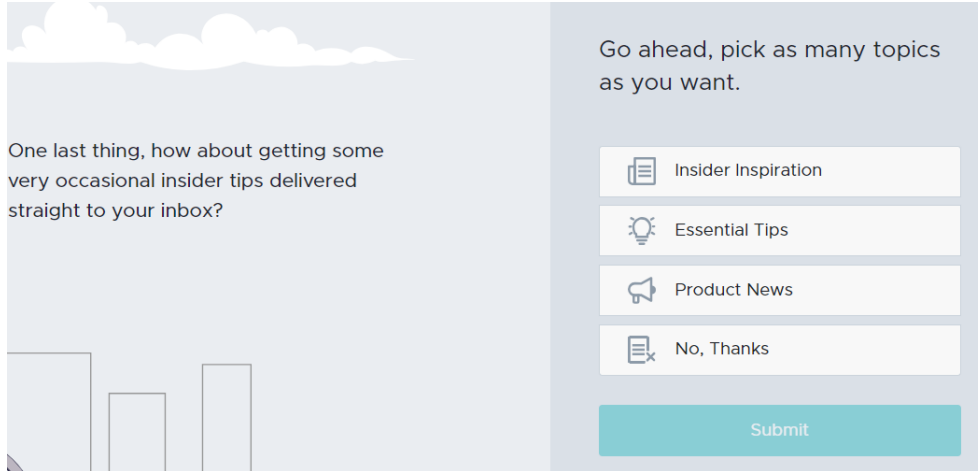 One last thing, how about getting some
very occasional insider tips delivered
straight to your inbox?
Go ahead, pick as many topics
as you want.
Insider Inspiration
Essential Tips
Product News
No, Thanks
Submit